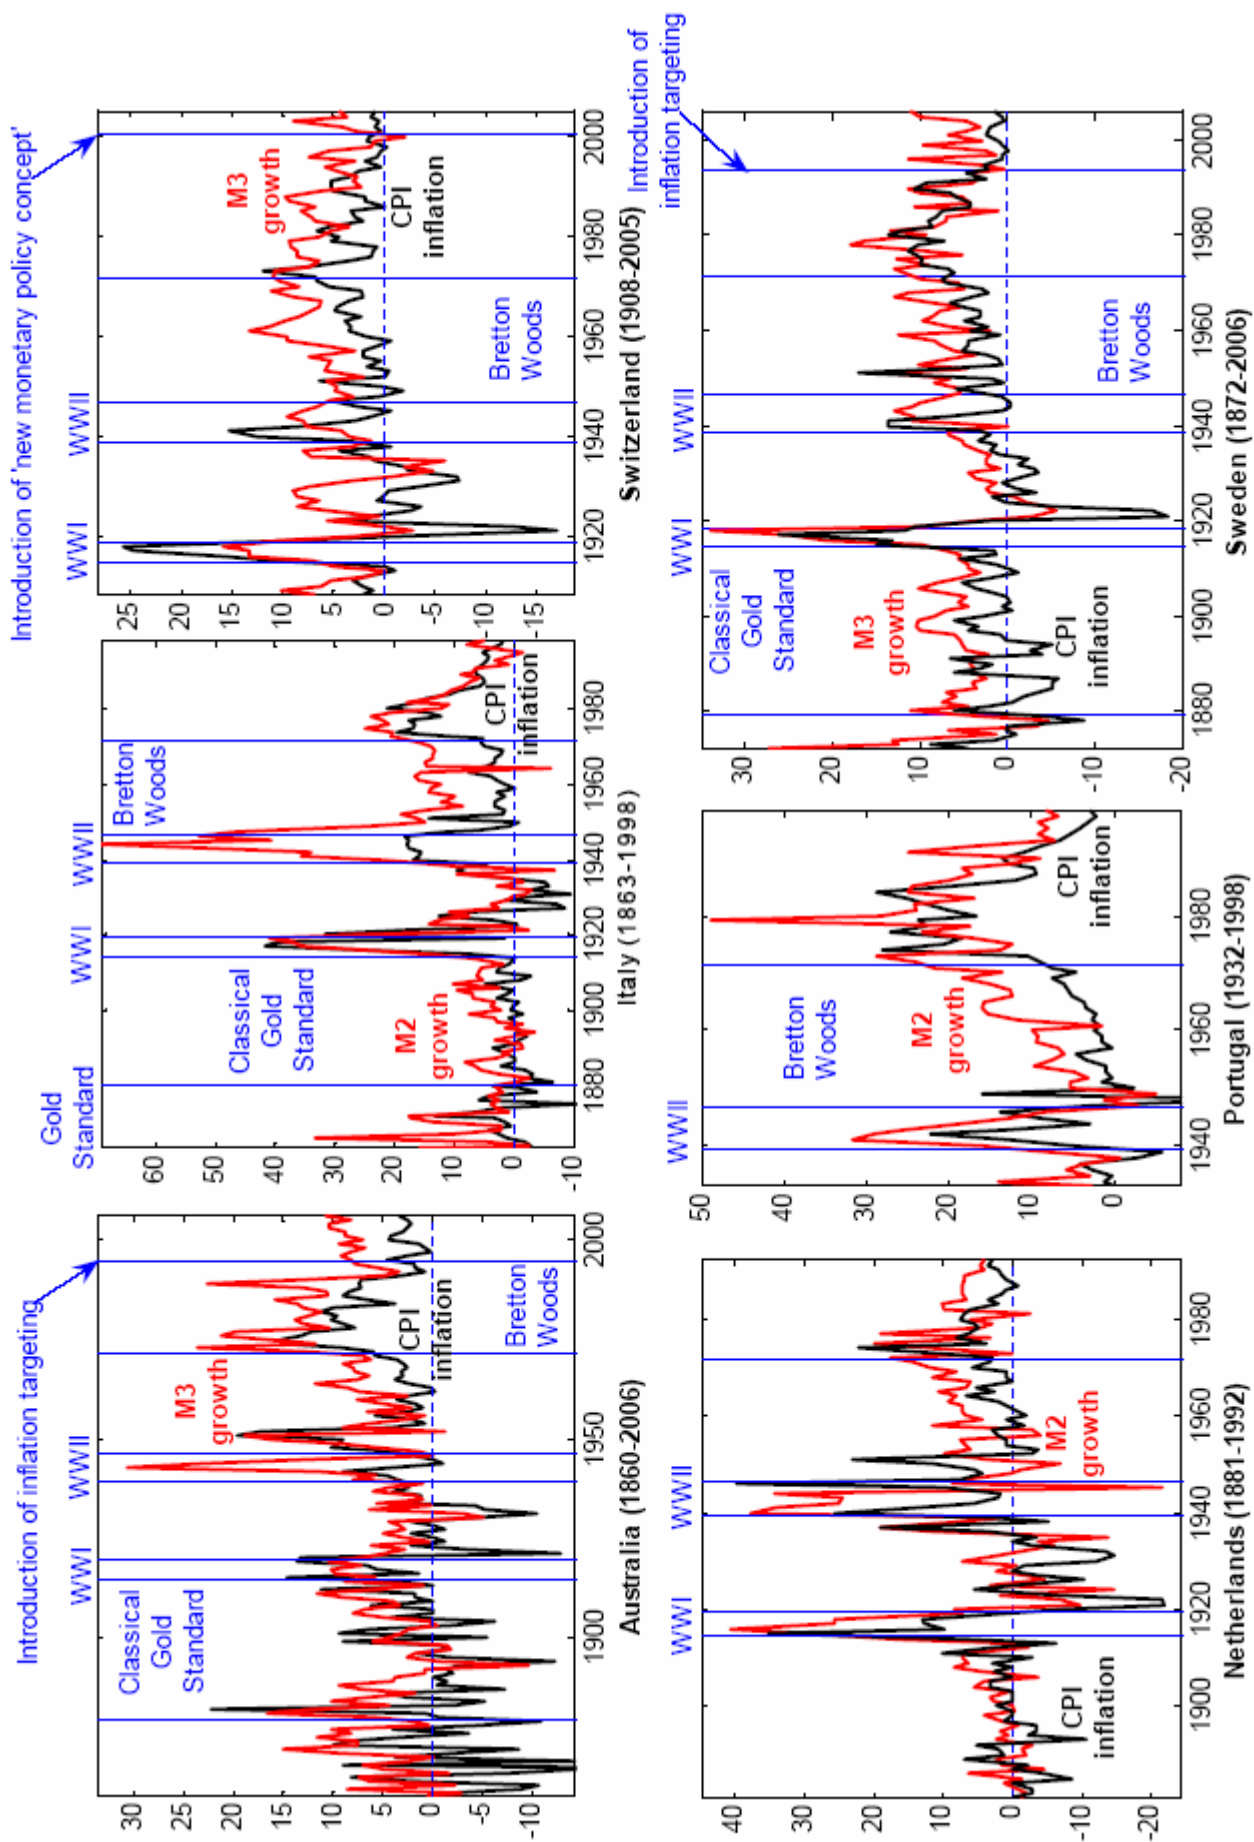 Introduction of inflation targeting
Classical
Gold
Standard
WWI
WWII
M3
growth
CPI
inflation
Bretton
Woods
30
25
20
15
10
5
0
-5
-10
1900
1950
2000
Australia (1860-2006)
Gold
Standard
Classical
Gold
Standard
WWI
WWII
Bretton
Woods
M2
growth
CPI
inflation
60
50
40
30
20
10
0
-10
1880
1900
1920
1940
1960
1980
Italy (1863-1998)
Introduction of 'new monetary policy concept'
WWI
WWII
M3
growth
CPI
inflation
Bretton
Woods
25
20
15
10
5
0
-5
-10
-15
1920
1940
1960
1980
2000
Switzerland (1908-2005)
WWI
WWII
M2
growth
CPI
inflation
40
30
20
10
0
-10
-20
1900
1920
1940
1960
1980
Netherlands (1881-1992)
WWII
Bretton
Woods
M2
growth
CPI
inflation
50
40
30
20
10
0
1940
1960
1980
Portugal (1932-1998)
Introduction of
inflation targeting
Classical
Gold
Standard
WWI
WWII
M3
growth
CPI
inflation
Bretton
Woods
30
20
10
0
-10
-20
1880
1900
1920
1940
1960
1980
2000
Sweden (1872-2006)